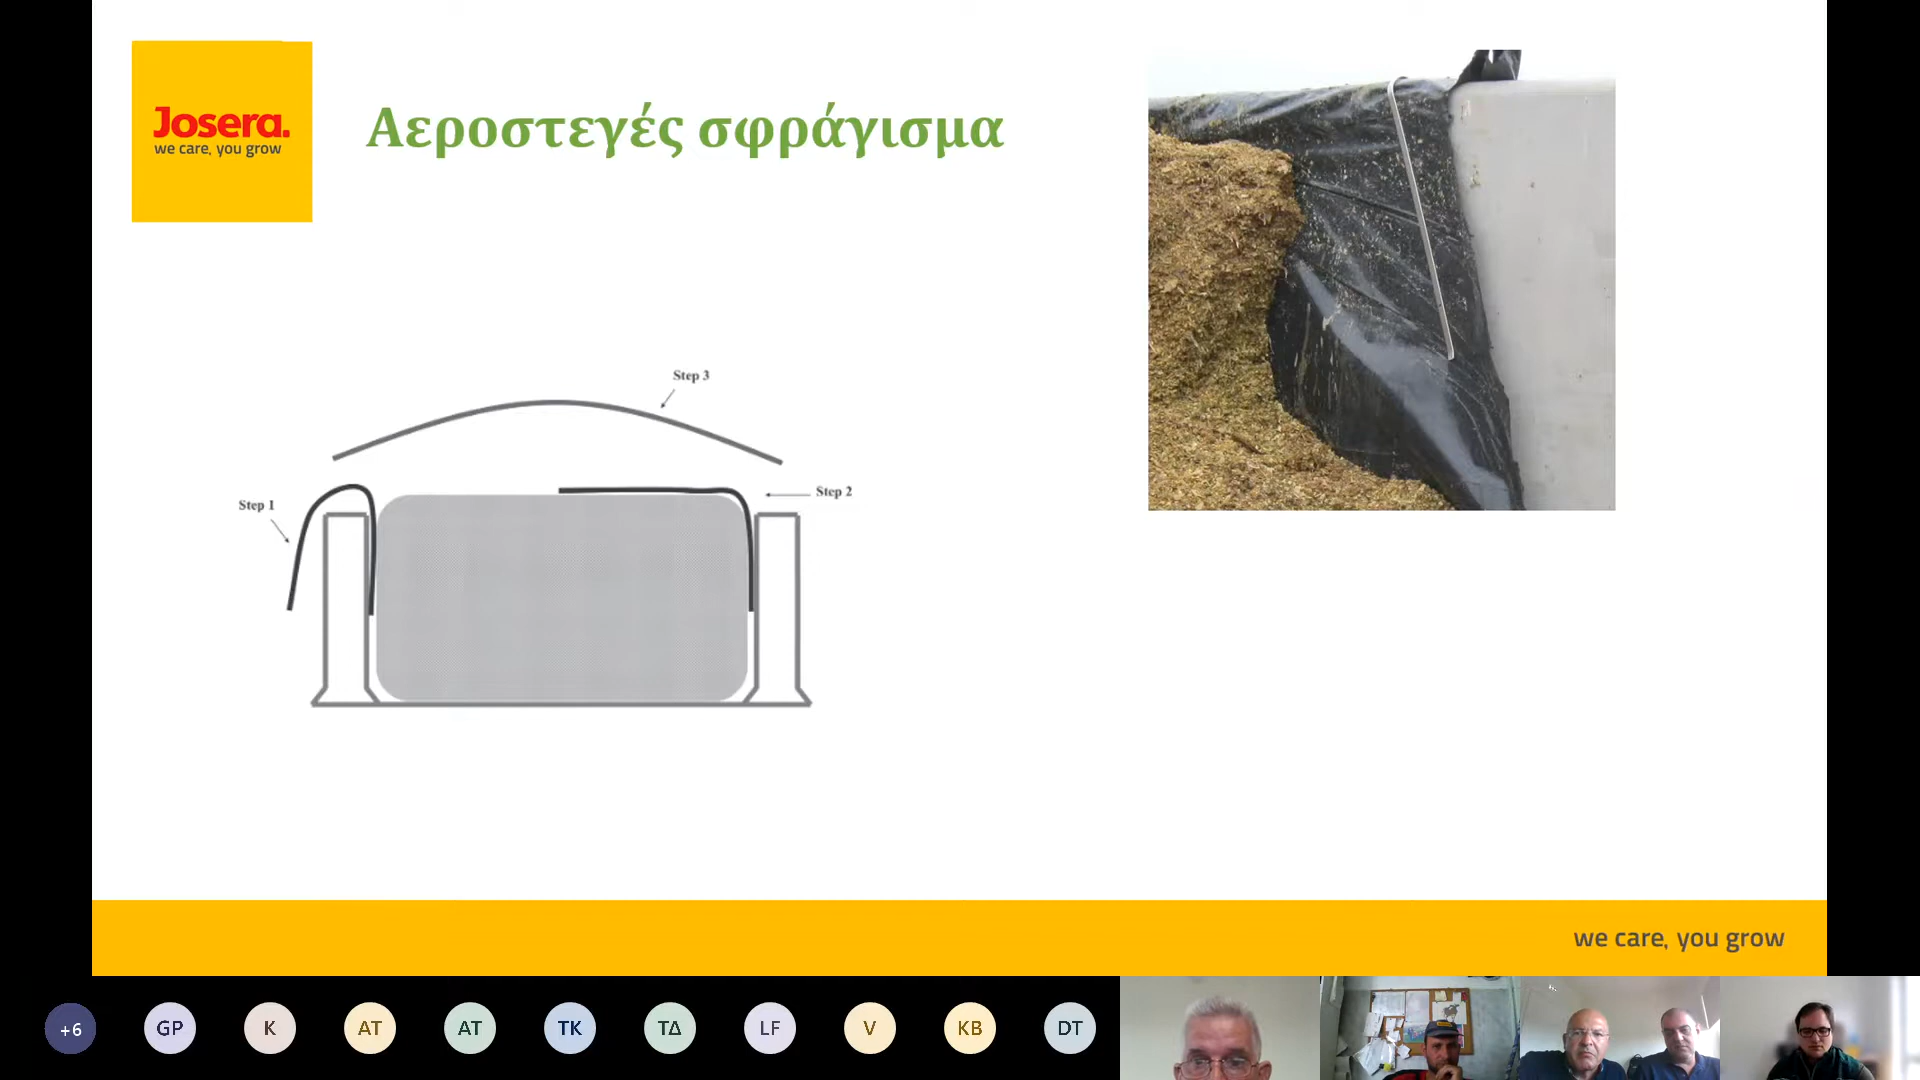 Josera.
we care, you grow
Αεροστεγές σφράγισμα
Step 3
Step 1
Step 2
we care, you grow
+6
GP
K
AT
AT
TK
ΤΔ
LF
V
KB
DT